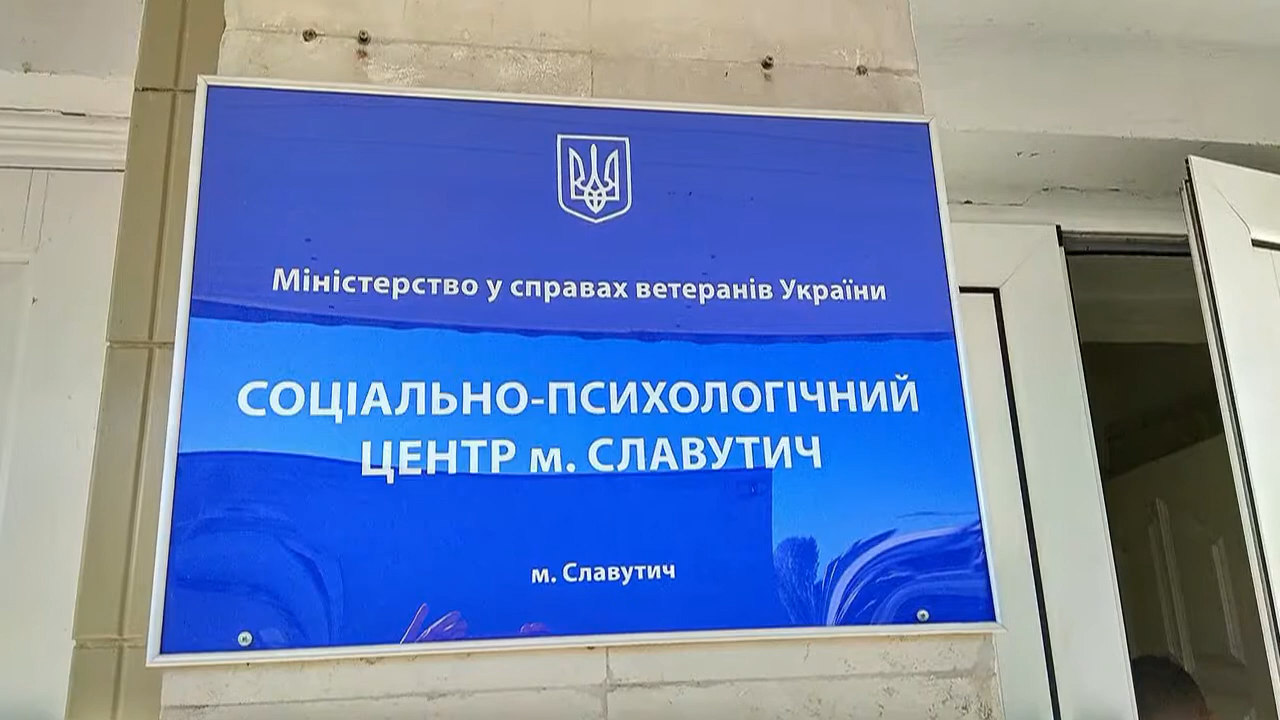 Міністерство у справах ветеранів України
СОЦІАЛЬНО-ПСИХОЛОГІЧНИЙ
ЦЕНТР м. СЛАВУТИЧ
м. Славутич